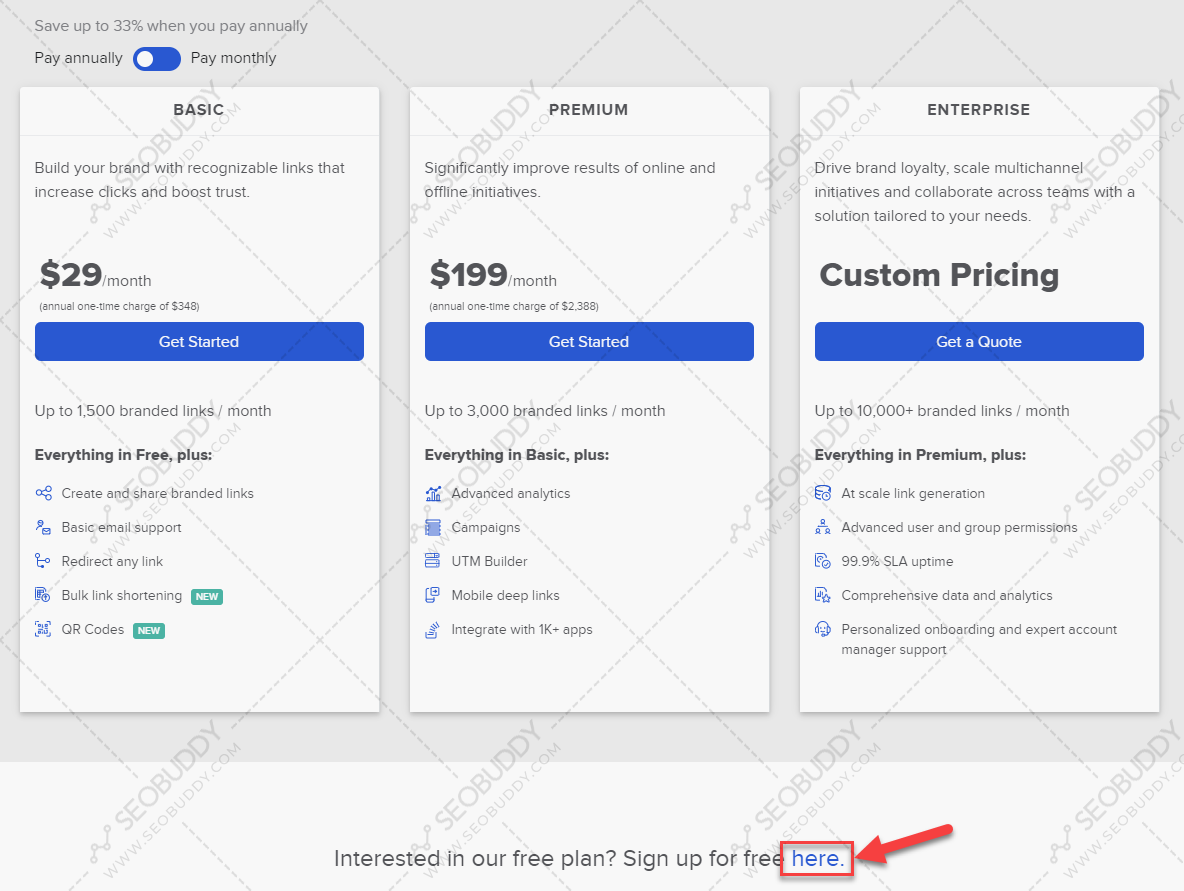 Save up to 33% when you pay annually
Pay annually Pay monthly
BASIC
Build your brand with recognizable links that
increase clicks and boost trust.
$29/month
(annual one-time charge of $348)
Get Started
Up to 1,500 branded links / month
Everything in Free, plus:
Create and share branded links
Basic email support
Redirect any link
Bulk link shortening NEW
QR Codes NEW
PREMIUM
Significantly improve results of online and
offline initiatives.
$199/month
(annual one-time charge of $2,388)
Get Started
Up to 3,000 branded links / month
Everything in Basic, plus:
Advanced analytics
Campaigns
UTM Builder
Mobile deep links
Integrate with 1K+ apps
ENTERPRISE
Drive brand loyalty, scale multichannel
initiatives and collaborate across teams with a
solution tailored to your needs.
Custom Pricing
Get a Quote
Up to 10,000+ branded links / month
Everything in Premium, plus:
At scale link generation
Advanced user and group permissions
99.9% SLA uptime
Comprehensive data and analytics
Personalized onboarding and expert account
manager support
Interested in our free plan? Sign up for free here.
SEOBUDDY
WWW.SEOBUDDY.COM